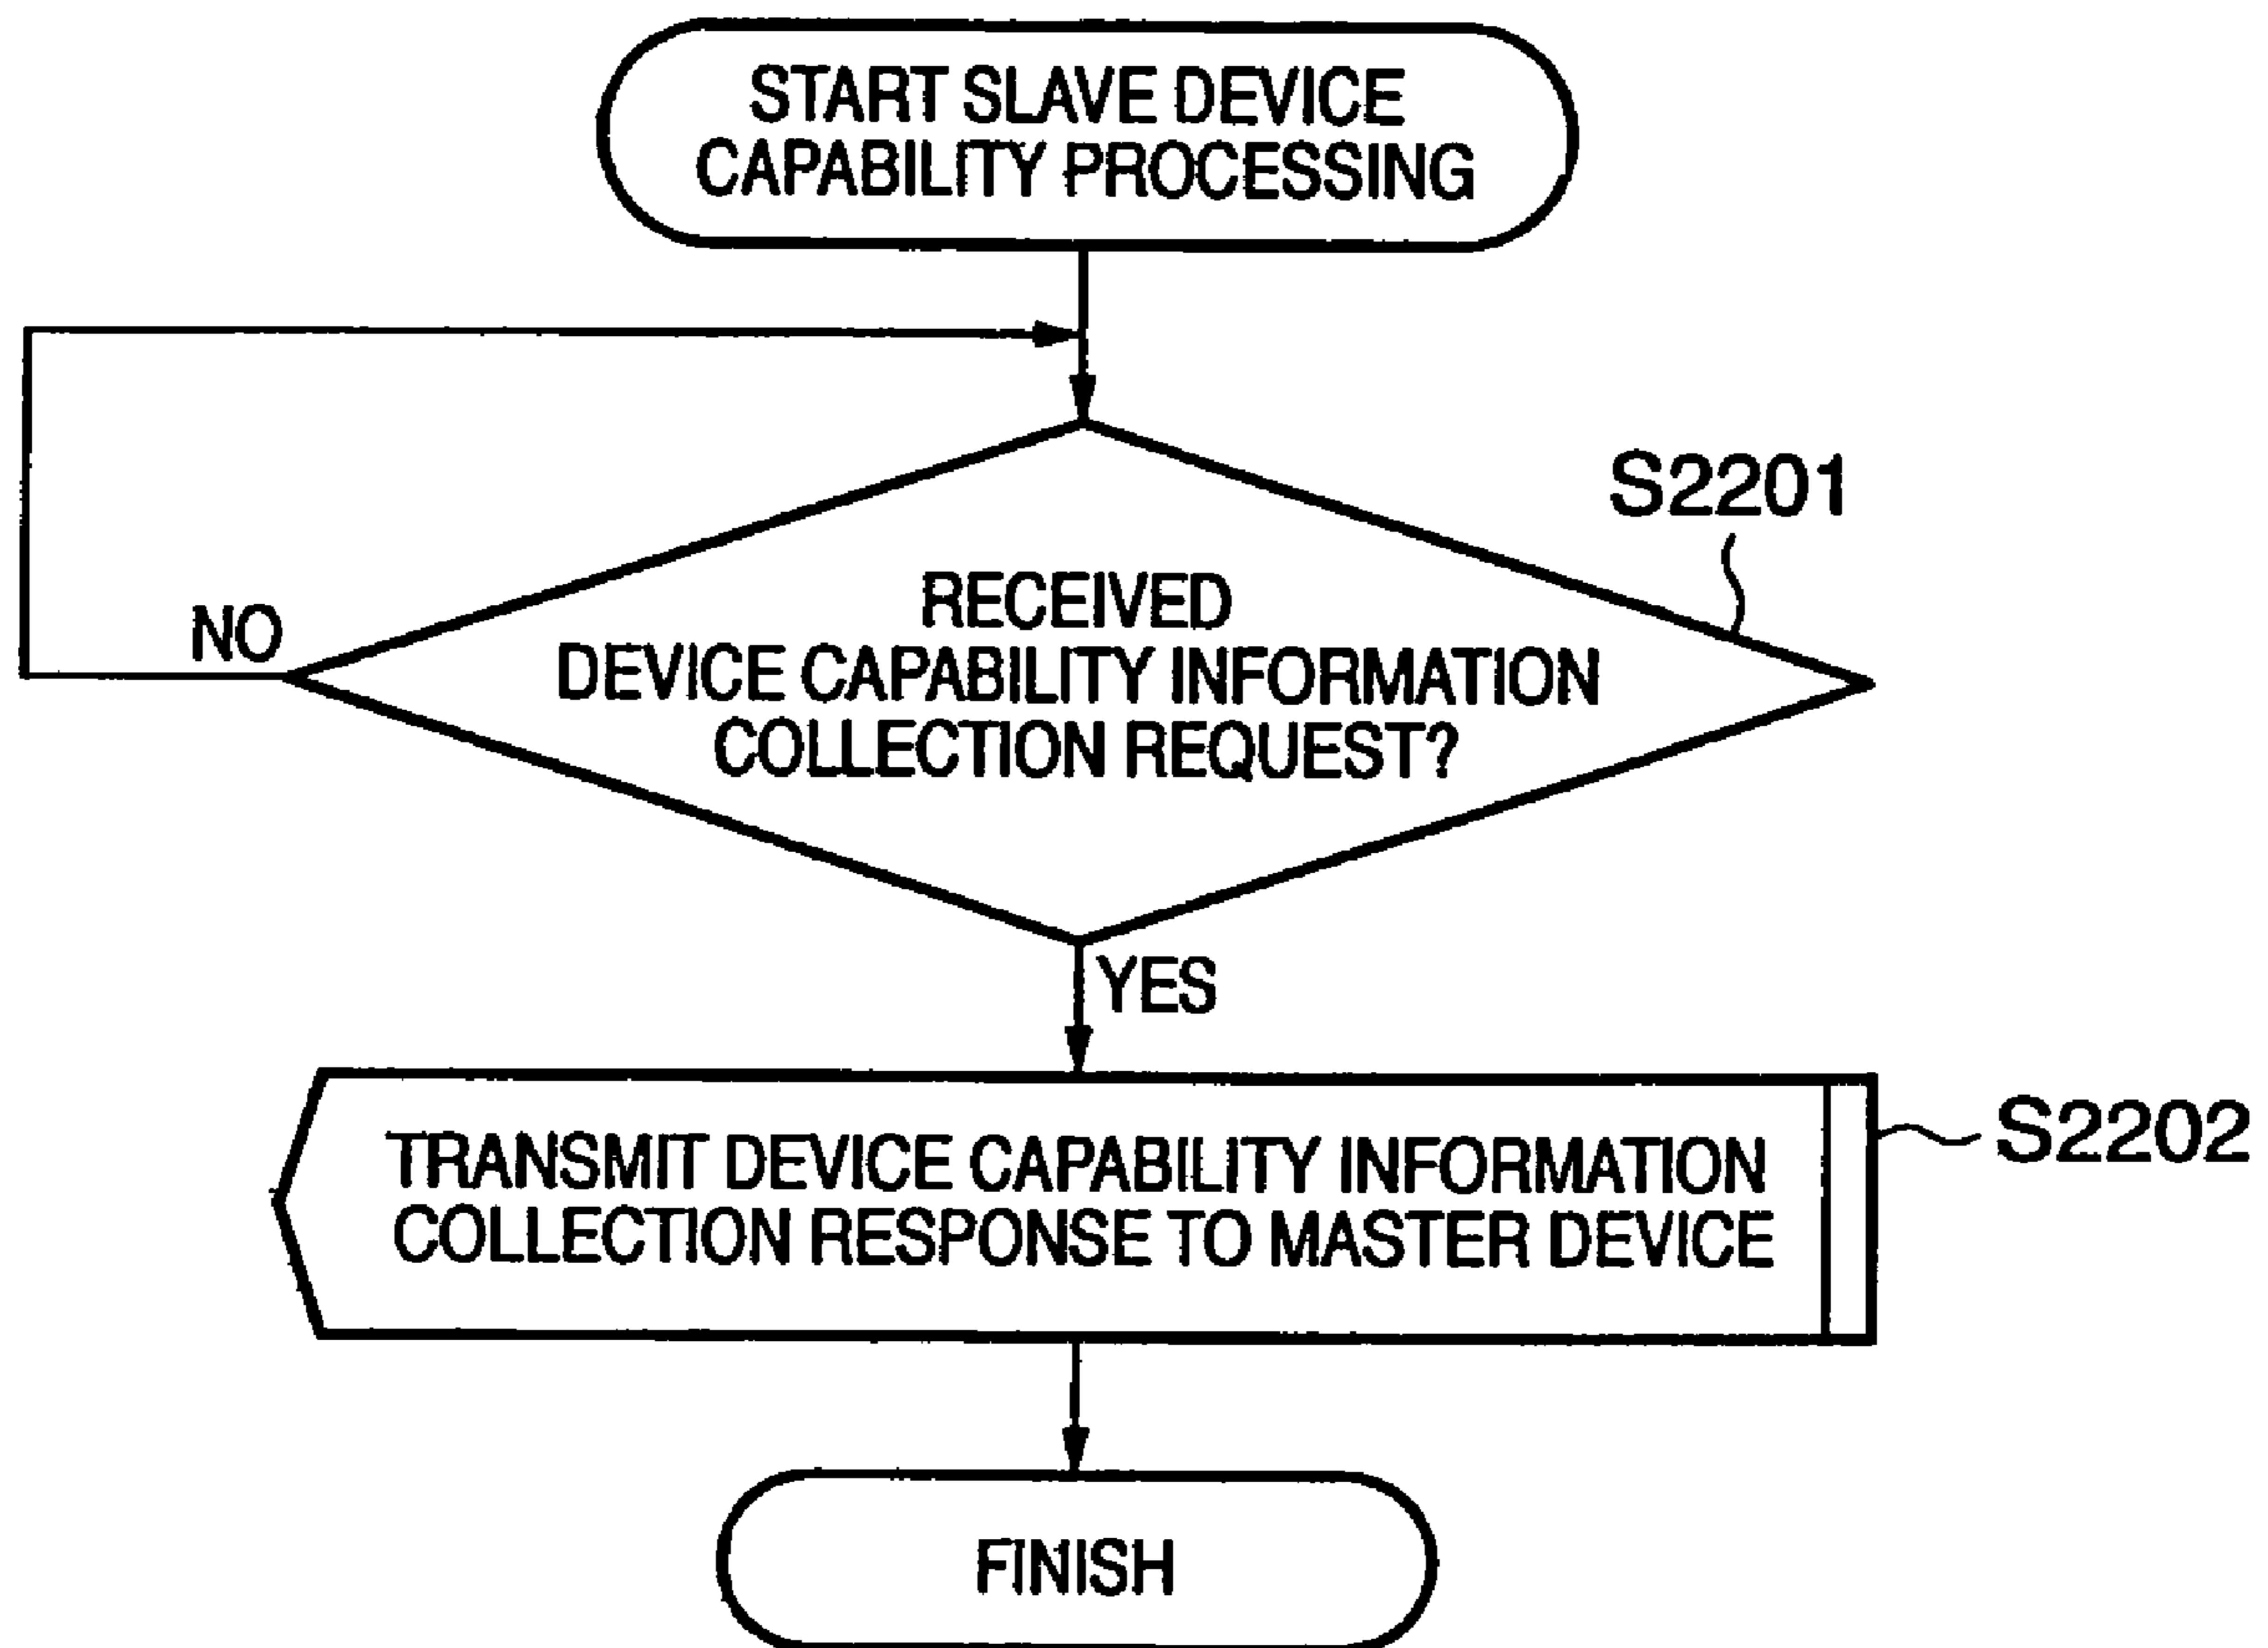 START SLAVE DEVICE
CAPABILITY PROCESSING
S2201
RECEIVED
DEVICE CAPABILITY INFORMATION
COLLECTION REQUEST?
NO
YES
TRANSMIT DEVICE CAPABILITY INFORMATION
COLLECTION RESPONSE TO MASTER DEVICE
S2202
FINISH